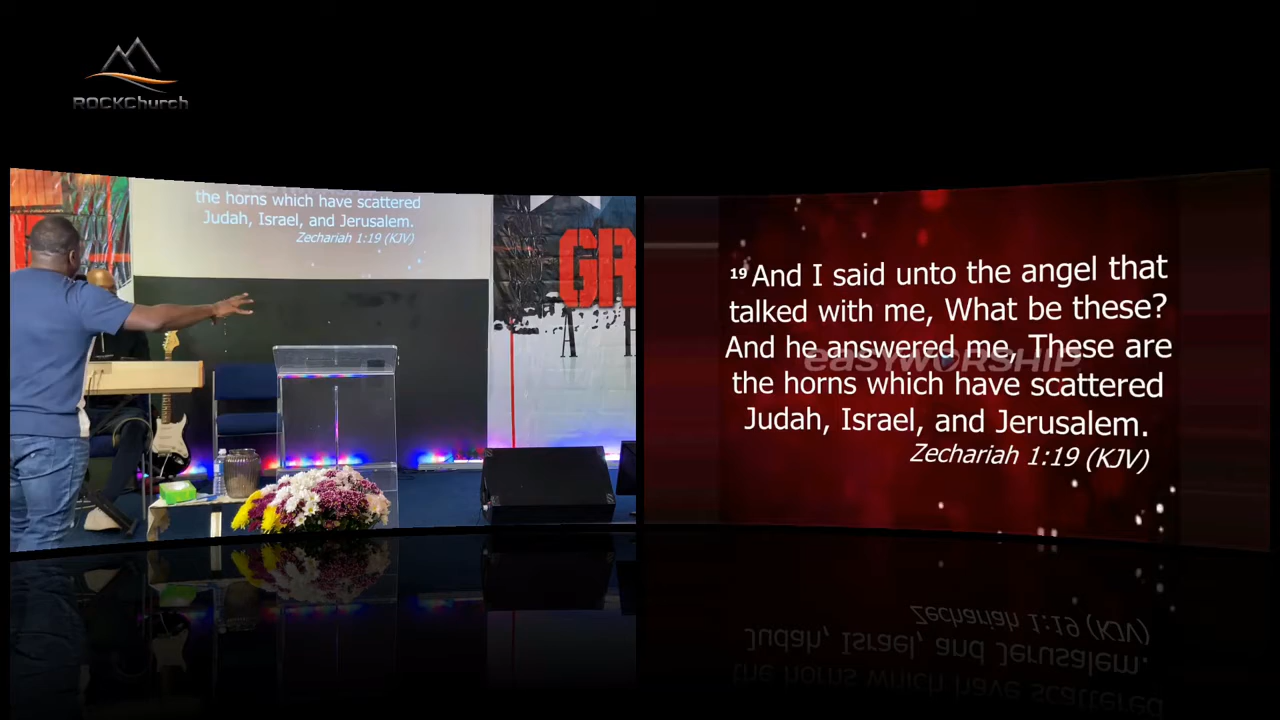 ROCKChurch
the horns which have scattered
Judah, Israel, and Jerusalem.
Zechariah 1:19 (KJV)
GR
A
19 And I said unto the angel that
talked with me, What be these?
And he answered me, These are
the horns which have scattered
Judah, Israel, and Jerusalem.
Zechariah 1:19 (KJV)
easyworship